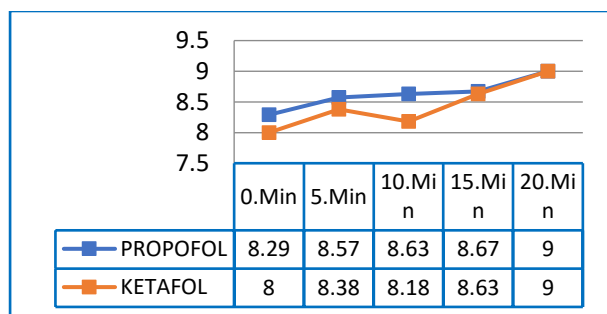 9.5
9
8.5
8
7.5
0.Min 5.Min 10.Mi 15.Mi 20.Mi
n n n
PROPOFOL 8.29 8.57 8.63 8.67 9
KETAFOL 8 8.38 8.18 8.63 9